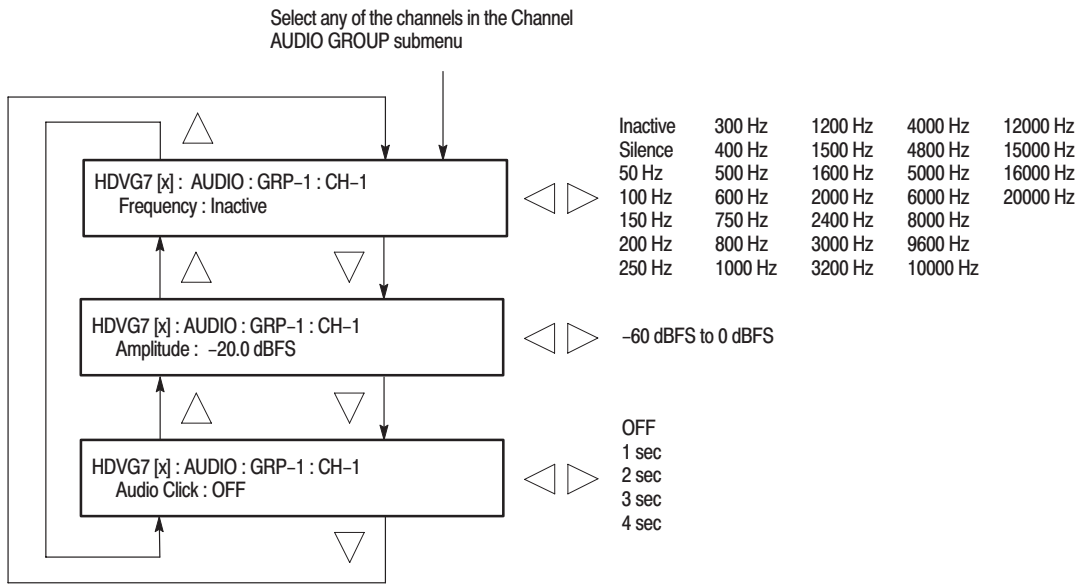 Select any of the channels in the Channel
AUDIO GROUP submenu
HDVG7 [x] : AUDIO : GRP–1 : CH–1
Frequency : Inactive
Inactive 300 Hz 1200 Hz 4000 Hz 12000 Hz
Silence 400 Hz 1500 Hz 4800 Hz 15000 Hz
50 Hz 500 Hz 1600 Hz 5000 Hz 16000 Hz
100 Hz 600 Hz 2000 Hz 6000 Hz 20000 Hz
150 Hz 750 Hz 2400 Hz 8000 Hz
200 Hz 800 Hz 3000 Hz 9600 Hz
250 Hz 1000 Hz 3200 Hz 10000 Hz
HDVG7 [x] : AUDIO : GRP–1 : CH–1
Amplitude : –20.0 dBFS
–60 dBFS to 0 dBFS
HDVG7 [x] : AUDIO : GRP–1 : CH–1
Audio Click : OFF
OFF
1 sec
2 sec
3 sec
4 sec